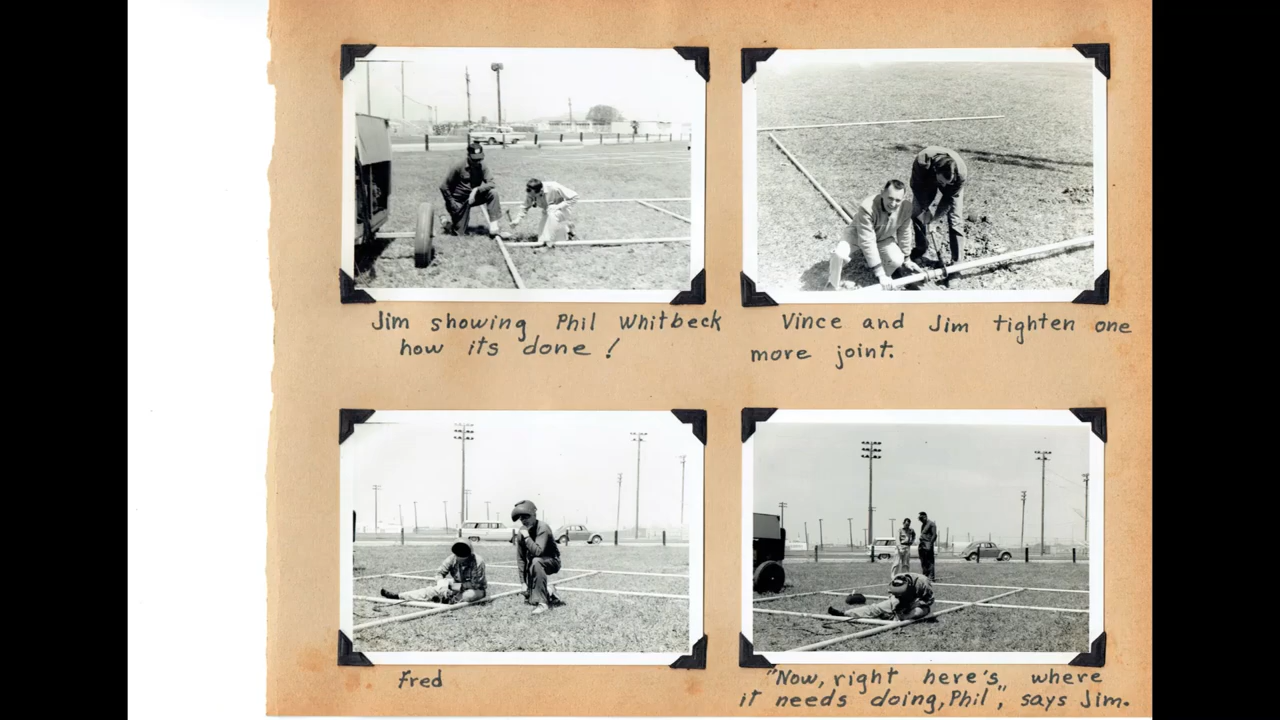 Jim showing Phil Whitbeck
how its done!
Vince and Jim tighten one
more joint.
Fred
"Now, right here's, where
it needs doing, Phil", says Jim.